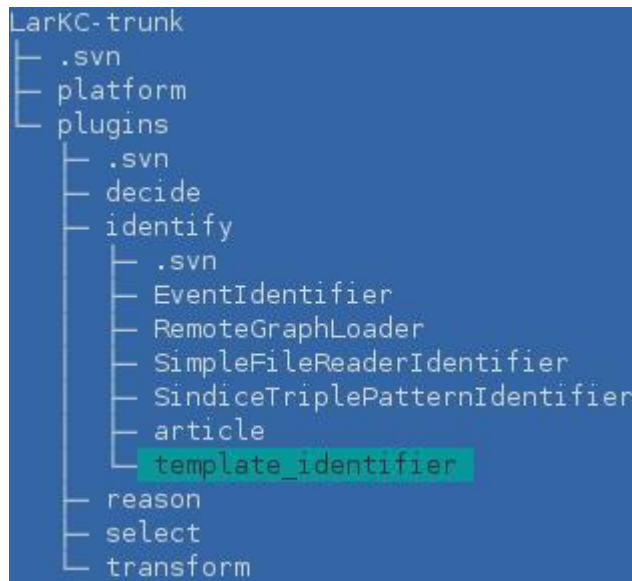 LarKC-trunk
.svn
platform
plugins
.svn
decide
identify
.svn
EventIdentifier
RemoteGraphLoader
SimpleFileReaderIdentifier
SindiceTriplePatternIdentifier
article
template_identifier
reason
select
transform